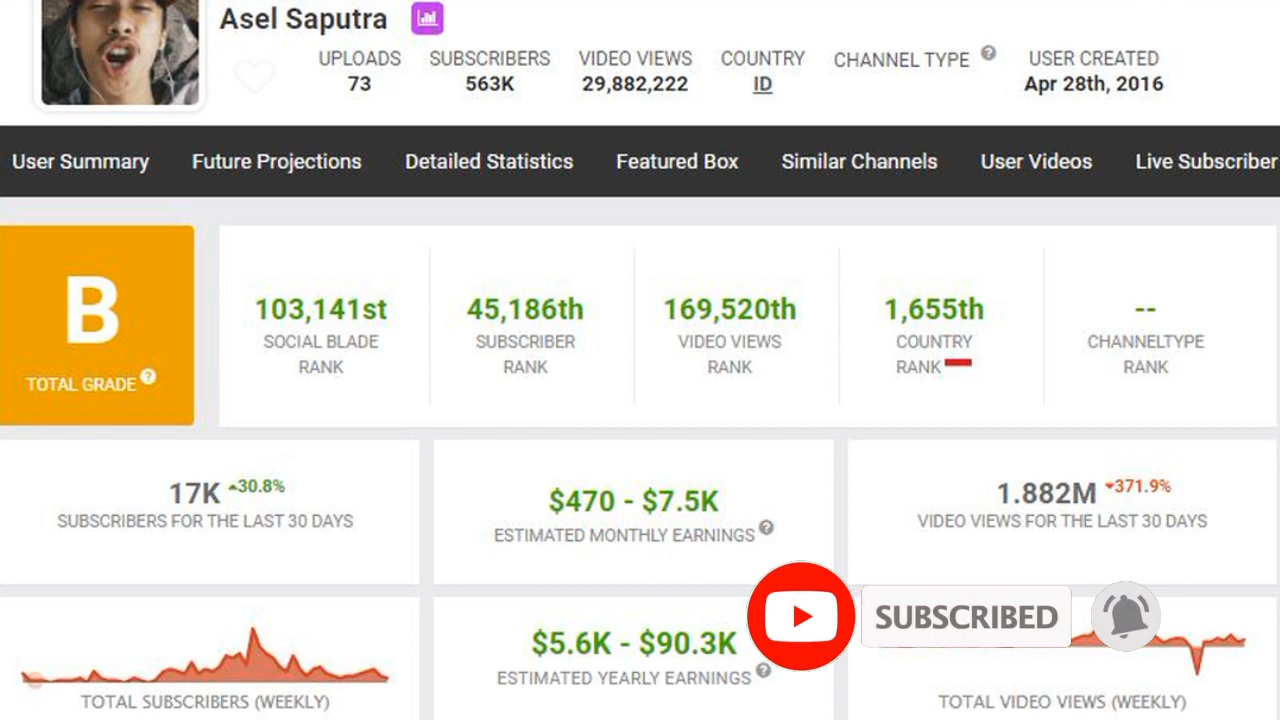 Asel Saputra
UPLOADS
73
SUBSCRIBERS
563K
VIDEO VIEWS
29,882,222
COUNTRY
ID
CHANNEL TYPE ?
USER CREATED
Apr 28th, 2016
User Summary
Future Projections
Detailed Statistics
Featured Box
Similar Channels
User Videos
Live Subscriber
B
TOTAL GRADE ?
103,141st
SOCIAL BLADE
RANK
45,186th
SUBSCRIBER
RANK
169,520th
VIDEO VIEWS
RANK
1,655th
COUNTRY
RANK
--
CHANNELTYPE
RANK
17K 30.8%
SUBSCRIBERS FOR THE LAST 30 DAYS
$470 - $7.5K
ESTIMATED MONTHLY EARNINGS ?
1.882M 371.9%
VIDEO VIEWS FOR THE LAST 30 DAYS
TOTAL SUBSCRIBERS (WEEKLY)
$5.6K - $90.3K
ESTIMATED YEARLY EARNINGS ?
SUBSCRIBED
TOTAL VIDEO VIEWS (WEEKLY)